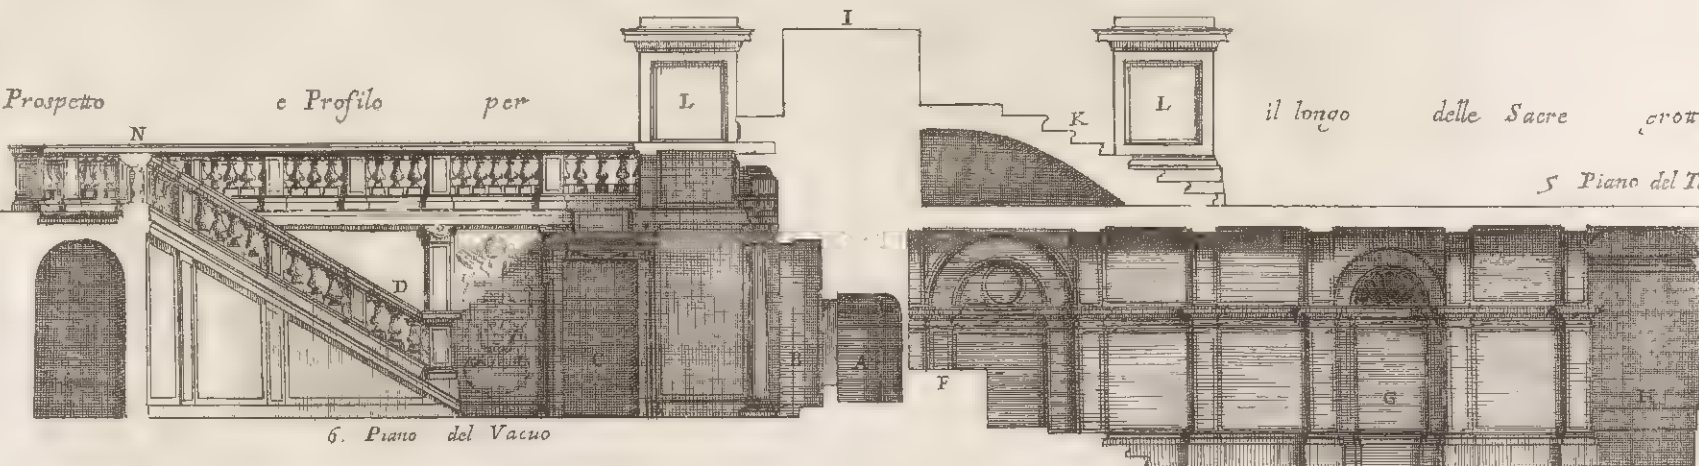 I
Prospetto e Profilo per il longo delle Sacre
L L
K
N
5 Piano del
D
C B A
F
G
H
6. Piano del Vacuo